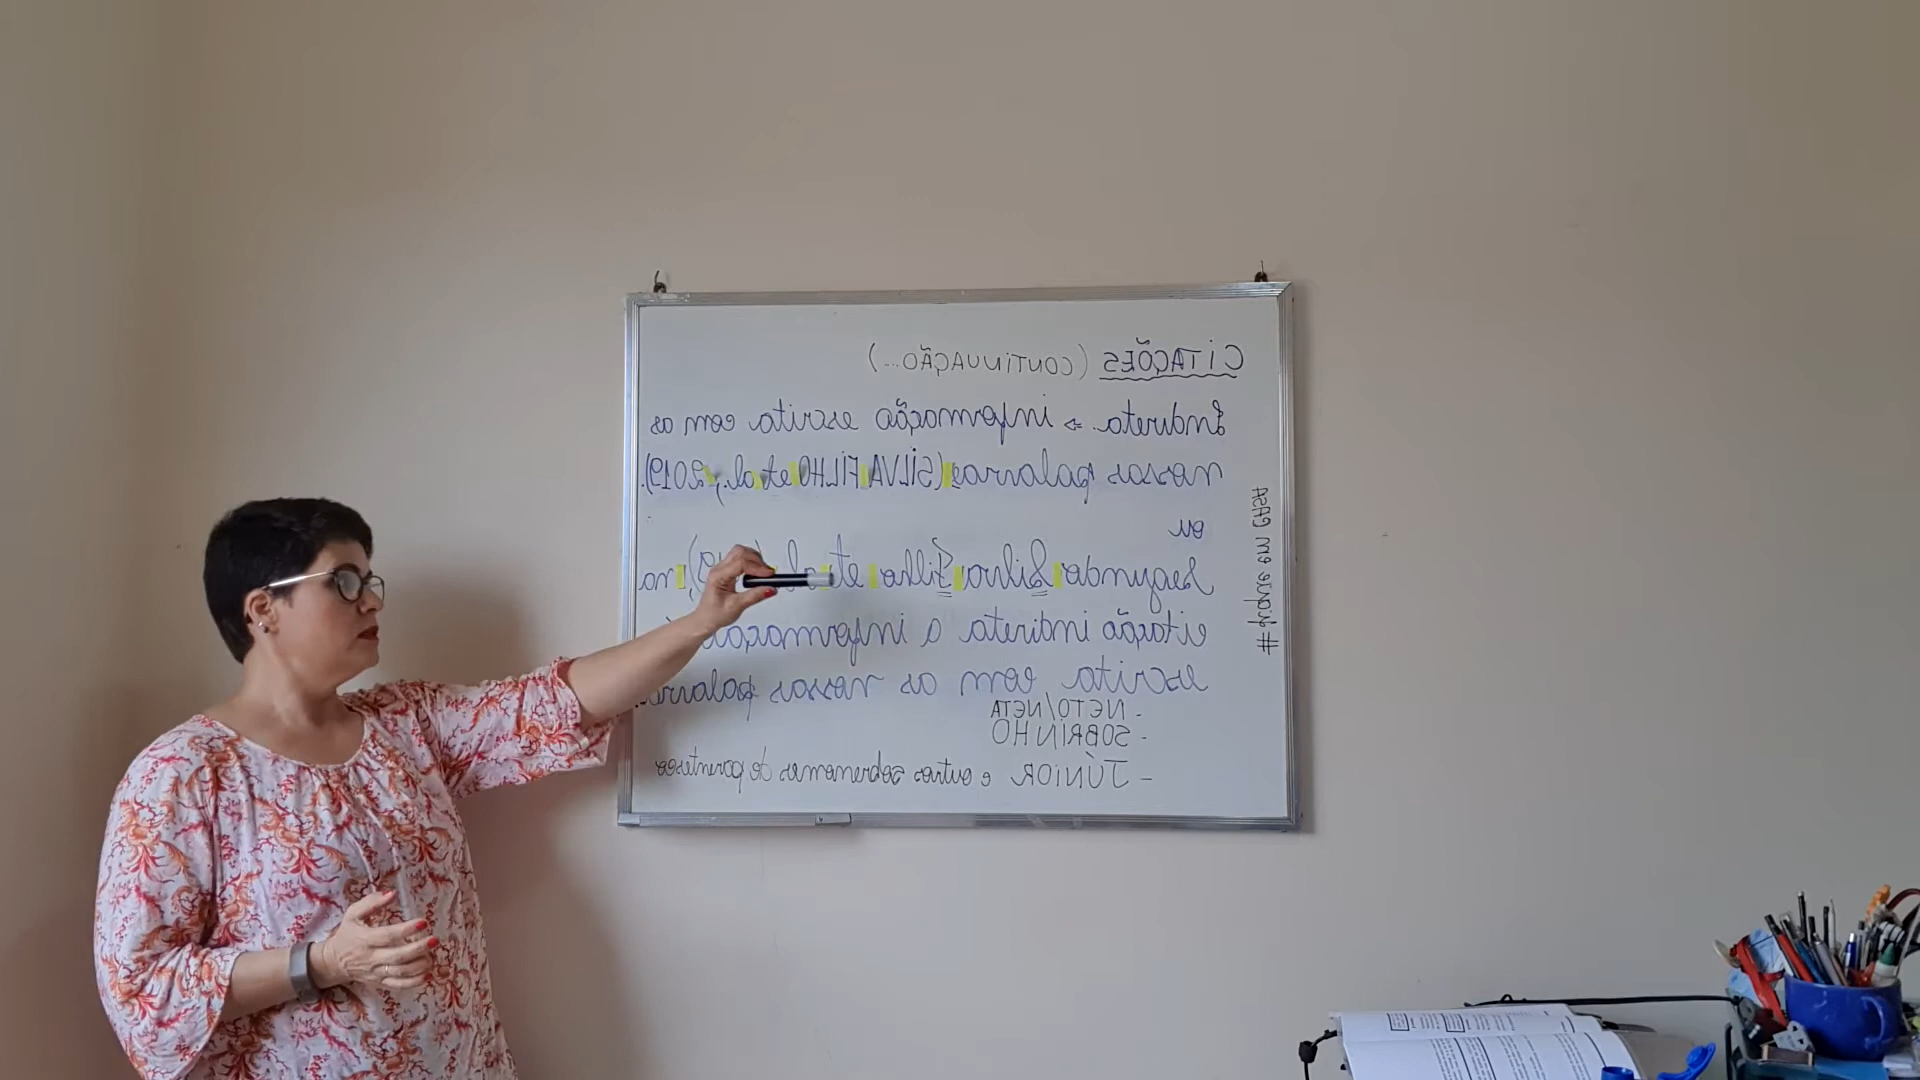 CITAÇÕES (CONTINUAÇÃO...)
Indireta ⇒ informação escrita com as
nossas palavras (SILVA FILHO et al., 2019).
ou
Segundo Silva Filho et al. ), na
citação indireta a informação
escrita com as nossas palavras
- NETO/NETA
- SOBRINHO
- JÚNIOR e outros sobrenomes de parentesco
# fique em CASA